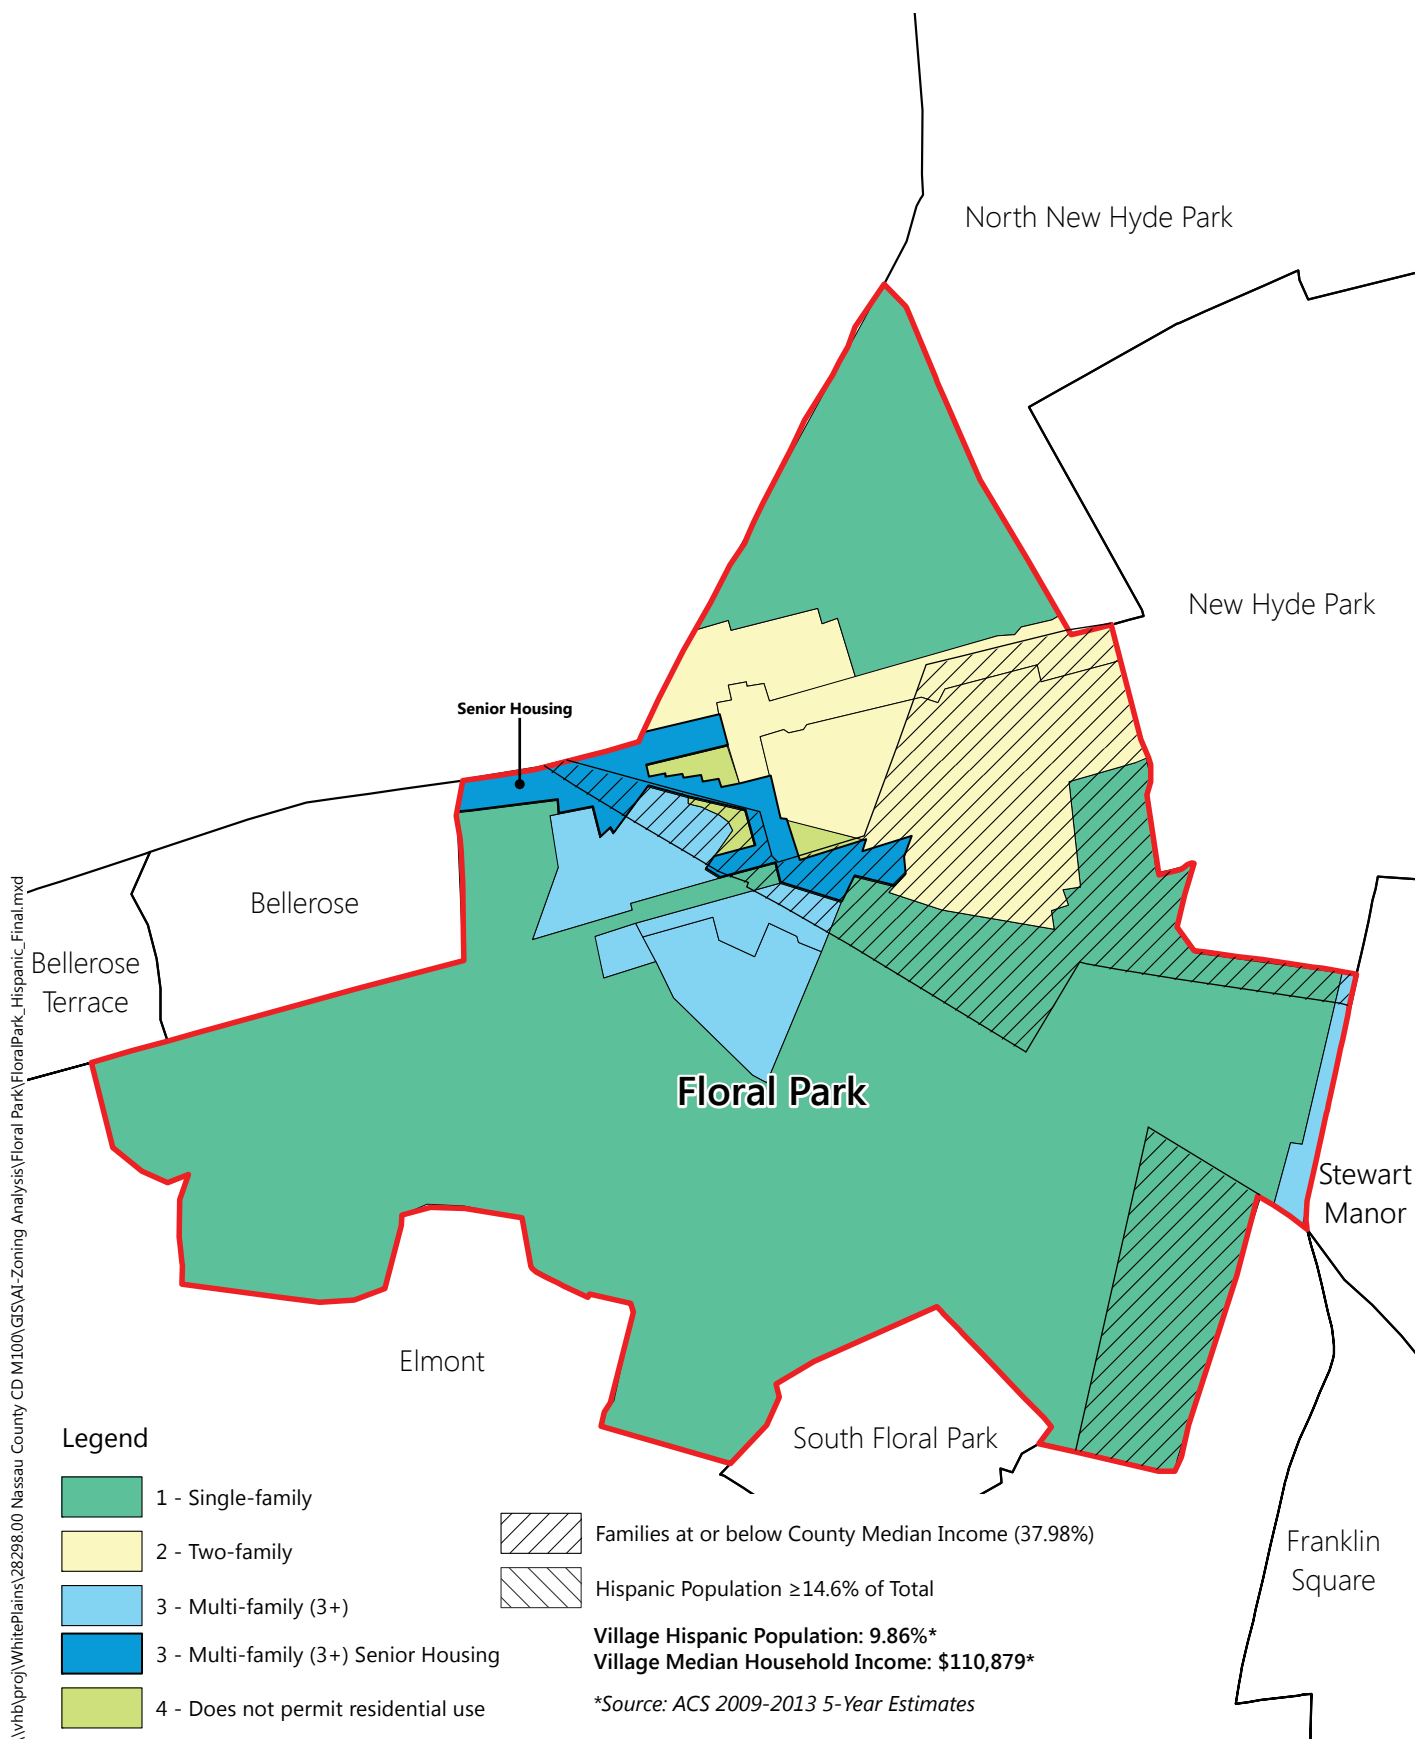 North New Hyde Park
New Hyde Park
Senior Housing
Bellerose
Bellerose
Terrace
Floral Park
Stewart
Manor
Elmont
South Floral Park
Franklin
Square
Legend
1 - Single-family
2 - Two-family
3 - Multi-family (3+)
3 - Multi-family (3+) Senior Housing
4 - Does not permit residential use
Families at or below County Median Income (37.98%)
Hispanic Population ≥14.6% of Total
Village Hispanic Population: 9.86%*
Village Median Household Income: $110,879*
*Source: ACS 2009-2013 5-Year Estimates
\\vhb\proj\WhitePlains\28298.00 Nassau County CD M100\GIS\AI-Zoning Analysis\Floral Park\FloralPark_Hispanic_Final.mxd